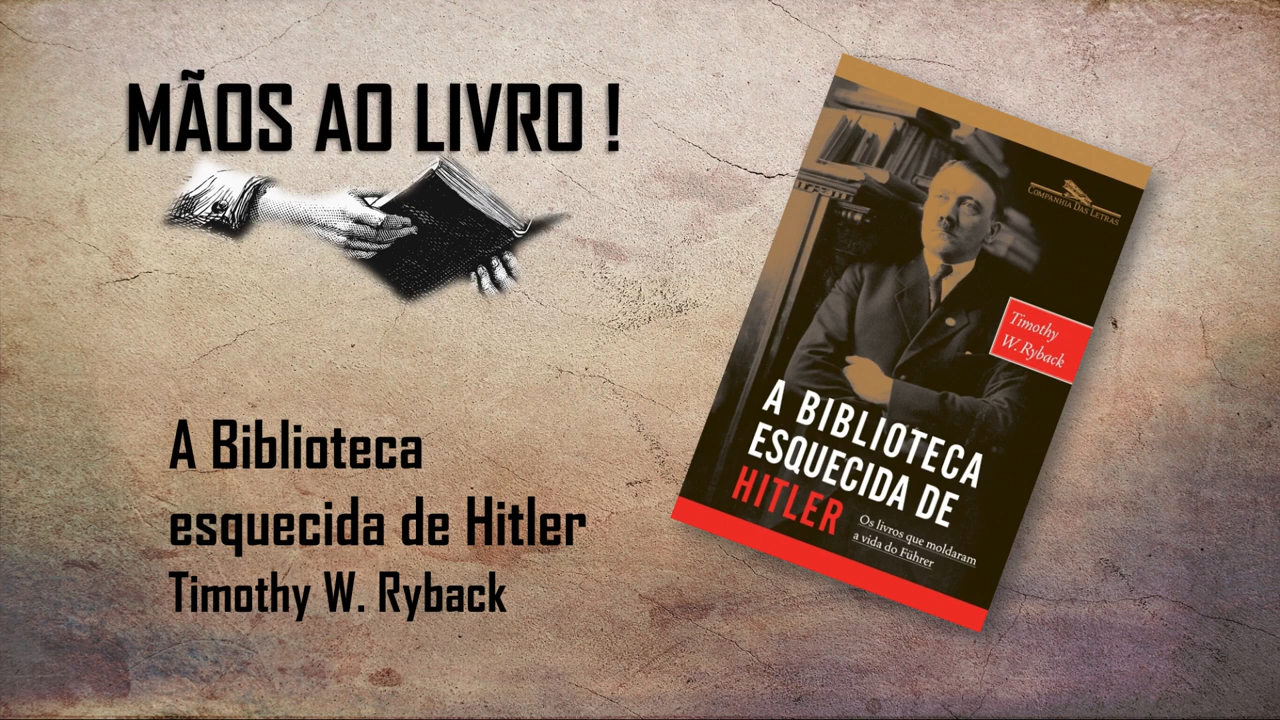 MÃOS AO LIVRO !
A Biblioteca
esquecida de Hitler
Timothy W. Ryback
COMPANHIA DAS LETRAS
Timothy
W. Ryback
A BIBLIOTECA
ESQUECIDA DE
HITLER
Os livros que moldaram
a vida do Führer